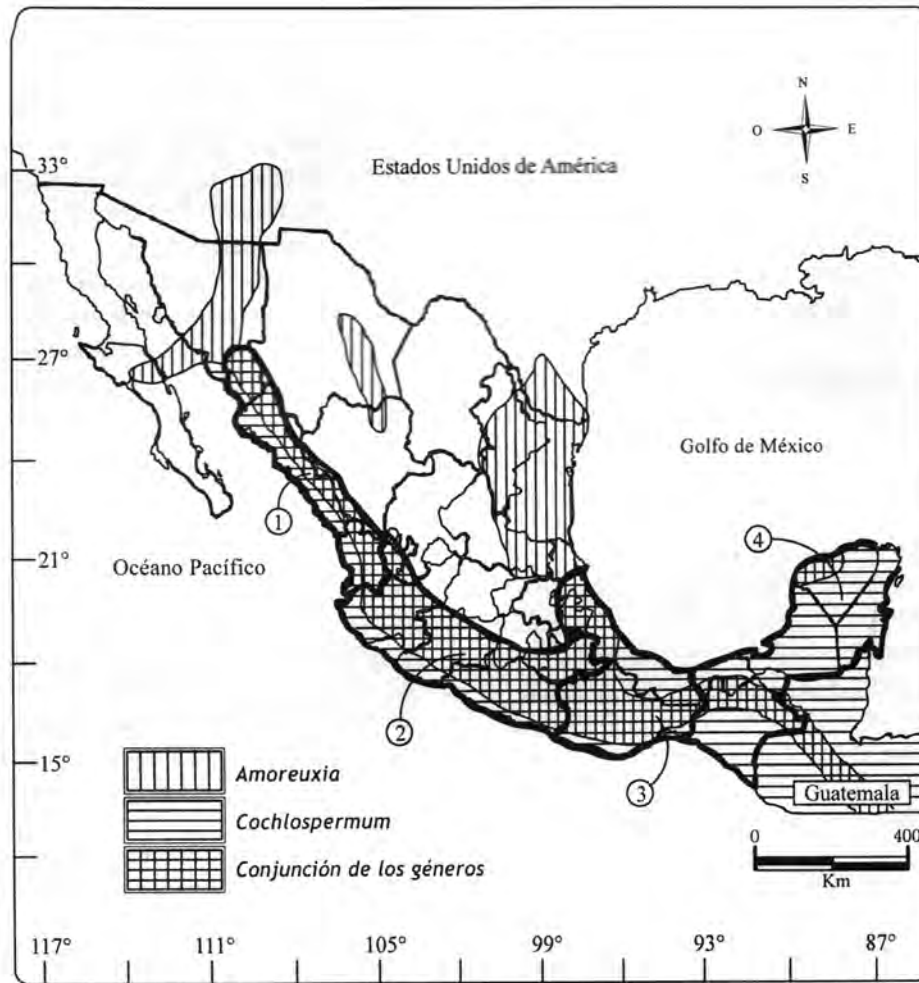 N
O
E
S
Estados Unidos de América
33°
27°
Golfo de México
21°
Océano Pacífico
15°
1
2
3
4
Amoreuxia
Cochlospermum
Conjunción de los géneros
Guatemala
0
400
Km
117°
111°
105°
99°
93°
87°